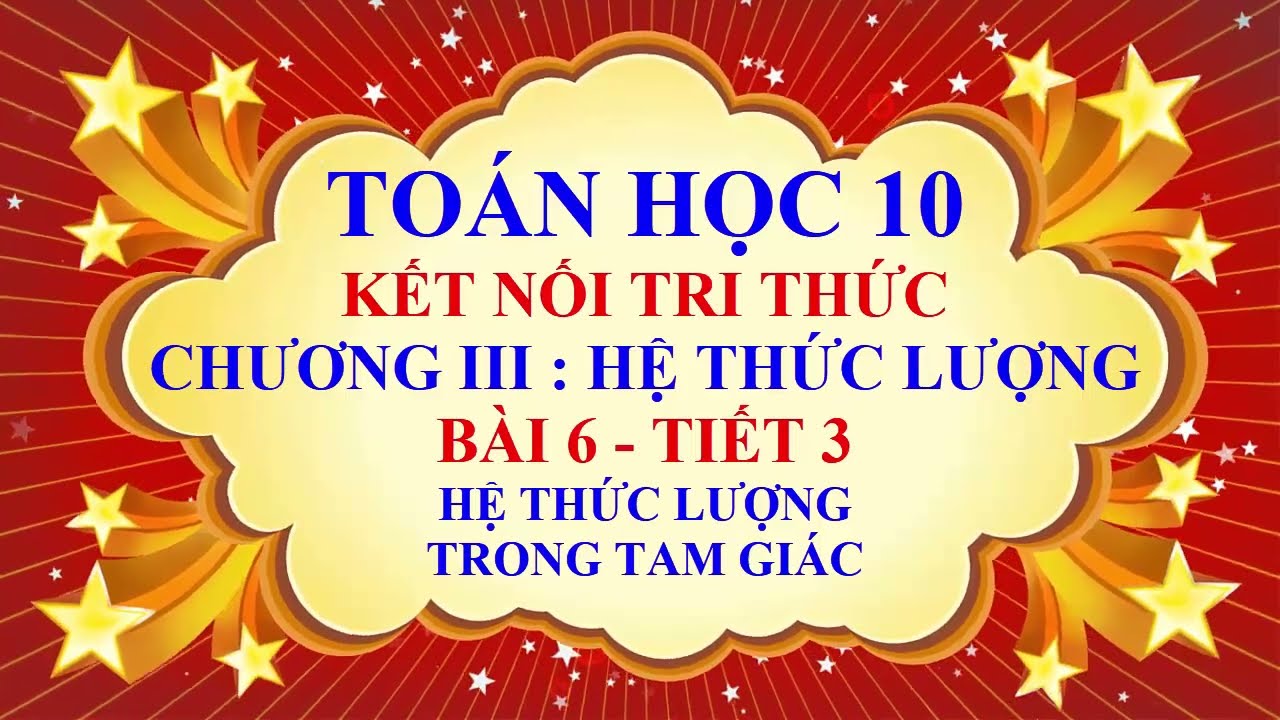 TOÁN HỌC 10
KẾT NỐI TRI THỨC
CHƯƠNG III : HỆ THỨC LƯỢNG
BÀI 6 - TIẾT 3
HỆ THỨC LƯỢNG
TRONG TAM GIÁC